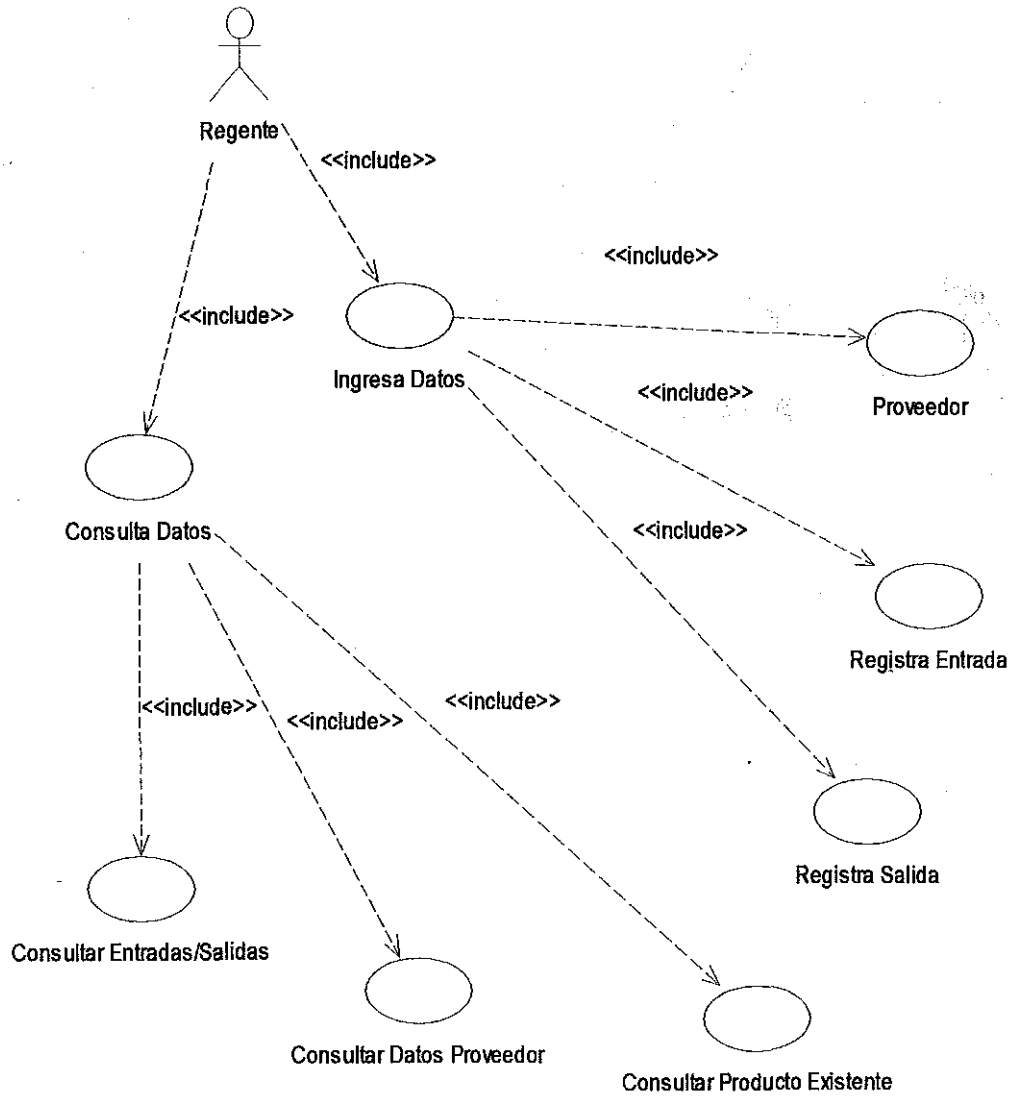 Regente
<<include>>
<<include>>
<<include>>
Ingresa Datos
<<include>>
Proveedor
Consulta Datos
<<include>>
Registra Entrada
<<include>>
<<include>>
<<include>>
Registra Salida
Consultar Entradas/Salidas
Consultar Datos Proveedor
Consultar Producto Existente